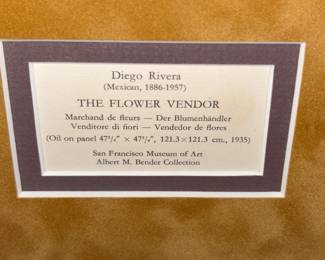 Diego Rivera
(Mexican, 1886-1957)
THE FLOWER VENDOR
Marchand de fleurs — Der Blumenhändler
Venditore di fiori — Vendedor de flores
(Oil on panel 47³/₄″ × 47³/₄″, 121.3×121.3 cm., 1935)
San Francisco Museum of Art
Albert M. Bender Collection